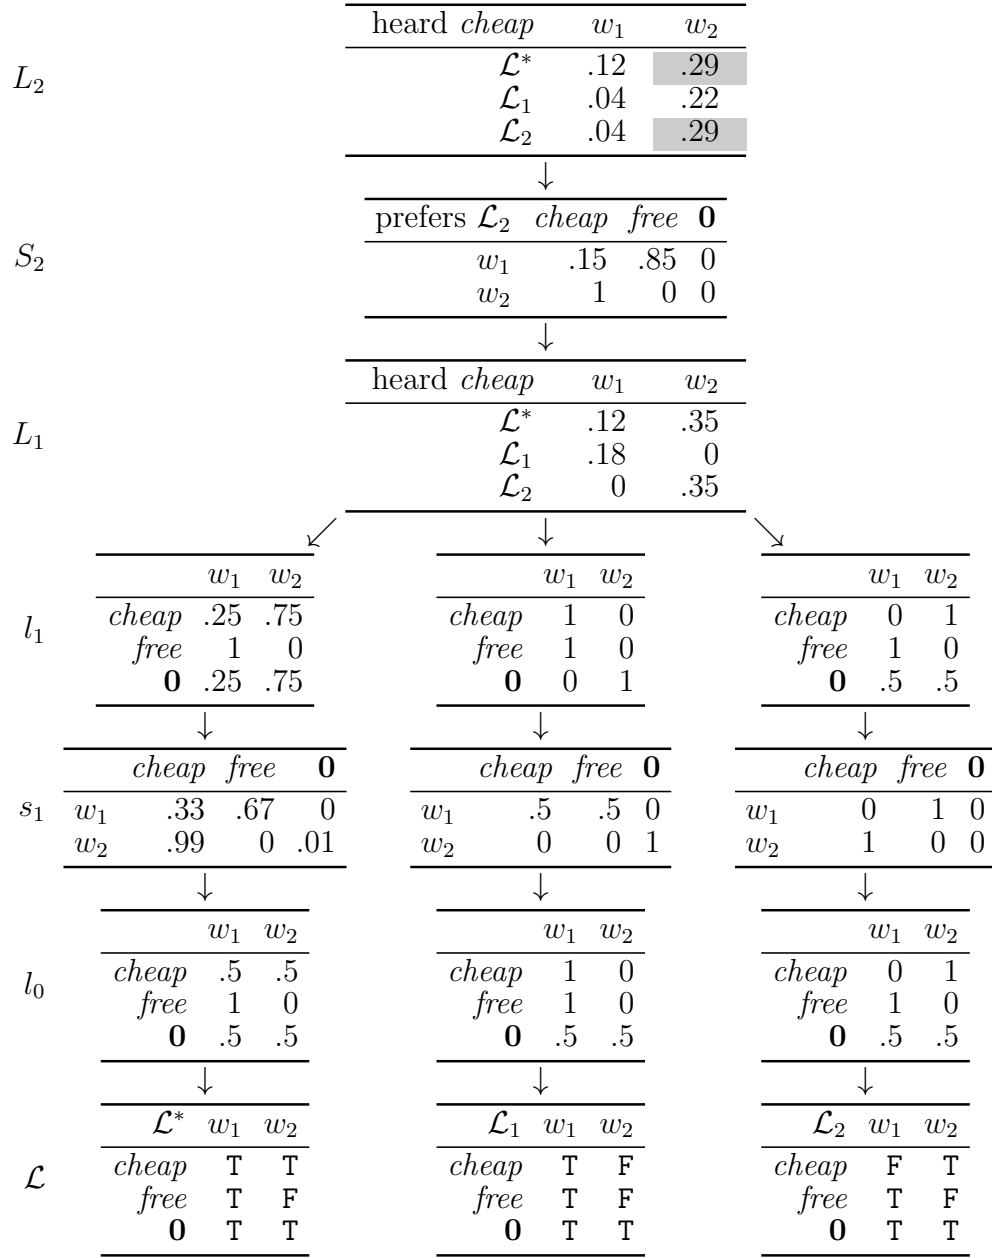 heard cheap w1 w2
L2
ℒ* .12 .29
ℒ1 .04 .22
ℒ2 .04 .29
↓
prefers ℒ2 cheap free 0
S2
w1 .15 .85 0
w2 1 0 0
↓
heard cheap w1 w2
L1
ℒ* .12 .35
ℒ1 .18 0
ℒ2 0 .35
↙ ↓ ↘
w1 w2 w1 w2 w1 w2
cheap .25 .75 cheap 1 0 cheap 0 1
l1 free 1 0 free 1 0 free 1 0
0 .25 .75 0 0 1 0 .5 .5
↓ ↓ ↓
cheap free 0 cheap free 0 cheap free 0
s1 w1 .33 .67 0 w1 .5 .5 0 w1 0 1 0
w2 .99 0 .01 w2 0 0 1 w2 1 0 0
↓ ↓ ↓
w1 w2 w1 w2 w1 w2
cheap .5 .5 cheap 1 0 cheap 0 1
l0 free 1 0 free 1 0 free 1 0
0 .5 .5 0 .5 .5 0 .5 .5
↓ ↓ ↓
ℒ* w1 w2 ℒ1 w1 w2 ℒ2 w1 w2
cheap T T cheap T F cheap F T
ℒ free T F free T F free T F
0 T T 0 T T 0 T T